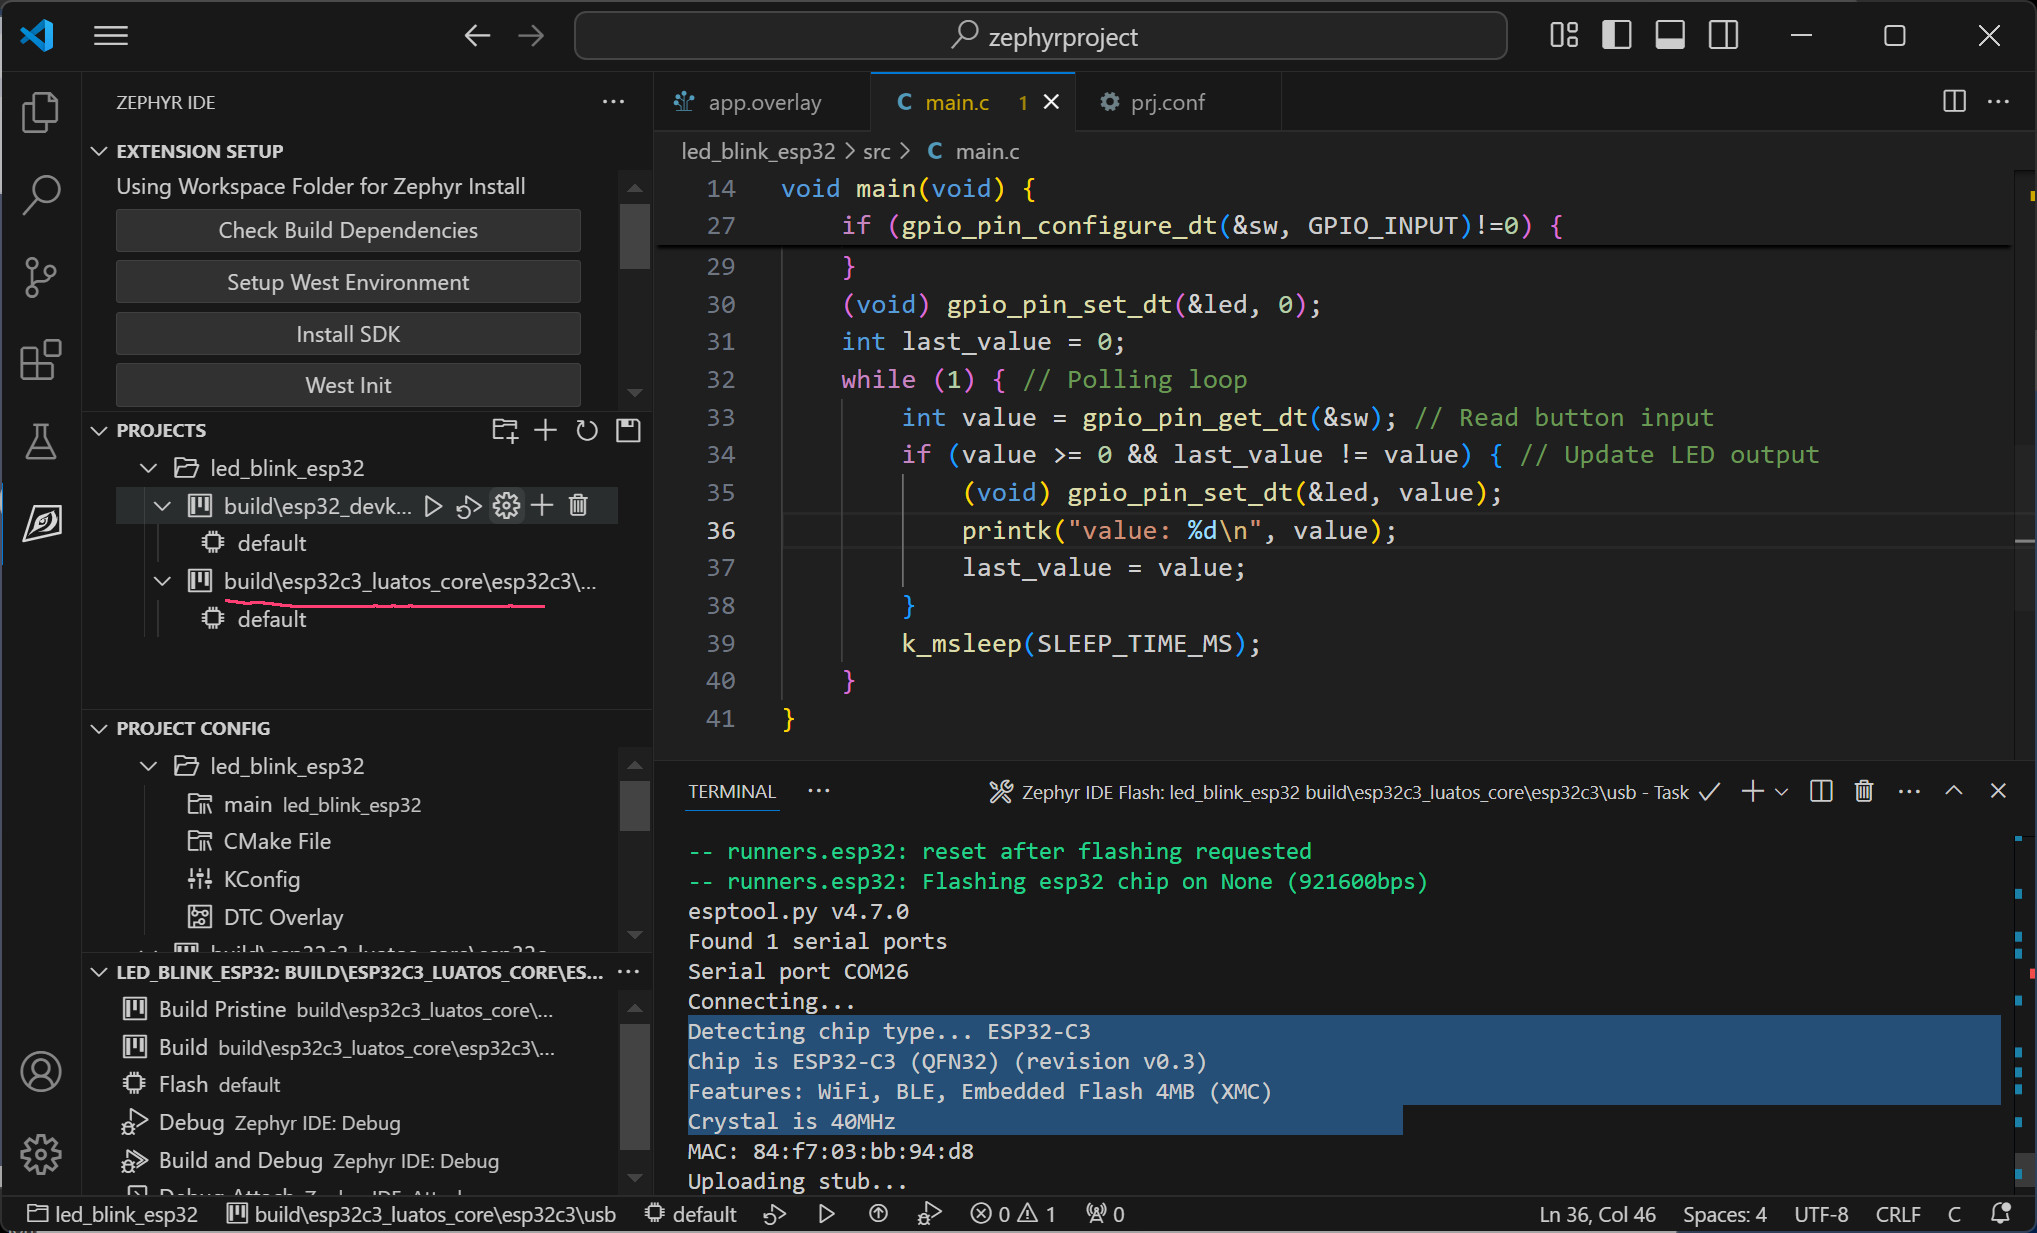 zephyrproject
ZEPHYR IDE
EXTENSION SETUP
Using Workspace Folder for Zephyr Install
Check Build Dependencies
Setup West Environment
Install SDK
West Init
PROJECTS
led_blink_esp32
build\esp32_devk...
default
build\esp32c3_luatos_core\esp32c3\...
default
PROJECT CONFIG
led_blink_esp32
main led_blink_esp32
CMake File
KConfig
DTC Overlay
LED_BLINK_ESP32: BUILD\ESP32C3_LUATOS_CORE\ES...
Build Pristine build\esp32c3_luatos_core\...
Build build\esp32c3_luatos_core\esp32c3\...
Flash default
Debug Zephyr IDE: Debug
Build and Debug Zephyr IDE: Debug
app.overlay
C main.c 1
prj.conf
led_blink_esp32 > src > C main.c
14 void main(void) {
27 if (gpio_pin_configure_dt(&sw, GPIO_INPUT)!=0) {
29 }
30 (void) gpio_pin_set_dt(&led, 0);
31 int last_value = 0;
32 while (1) { // Polling loop
33 int value = gpio_pin_get_dt(&sw); // Read button input
34 if (value >= 0 && last_value != value) { // Update LED output
35 (void) gpio_pin_set_dt(&led, value);
36 printk("value: %d\n", value);
37 last_value = value;
38 }
39 k_msleep(SLEEP_TIME_MS);
40 }
41 }
TERMINAL ... Zephyr IDE Flash: led_blink_esp32 build\esp32c3_luatos_core\esp32c3\usb - Task
-- runners.esp32: reset after flashing requested
-- runners.esp32: Flashing esp32 chip on None (921600bps)
esptool.py v4.7.0
Found 1 serial ports
Serial port COM26
Connecting...
Detecting chip type... ESP32-C3
Chip is ESP32-C3 (QFN32) (revision v0.3)
Features: WiFi, BLE, Embedded Flash 4MB (XMC)
Crystal is 40MHz
MAC: 84:f7:03:bb:94:d8
Uploading stub...
led_blink_esp32 build\esp32c3_luatos_core\esp32c3\usb default 0 1 0 Ln 36, Col 46 Spaces: 4 UTF-8 CRLF C